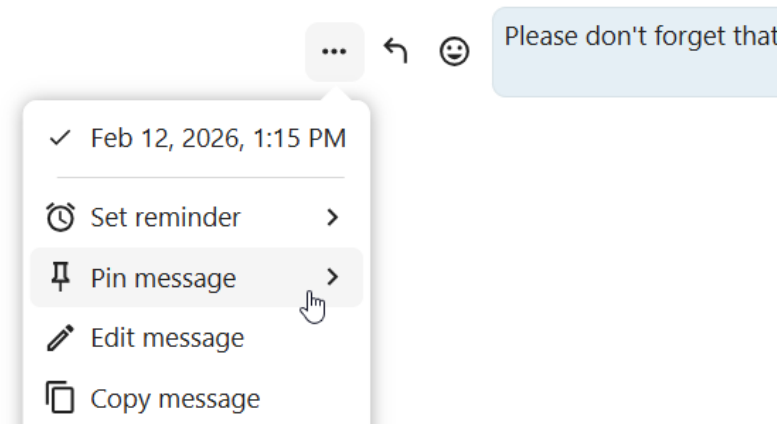 Please don't forget that
Feb 12, 2026, 1:15 PM
Set reminder
Pin message
Edit message
Copy message